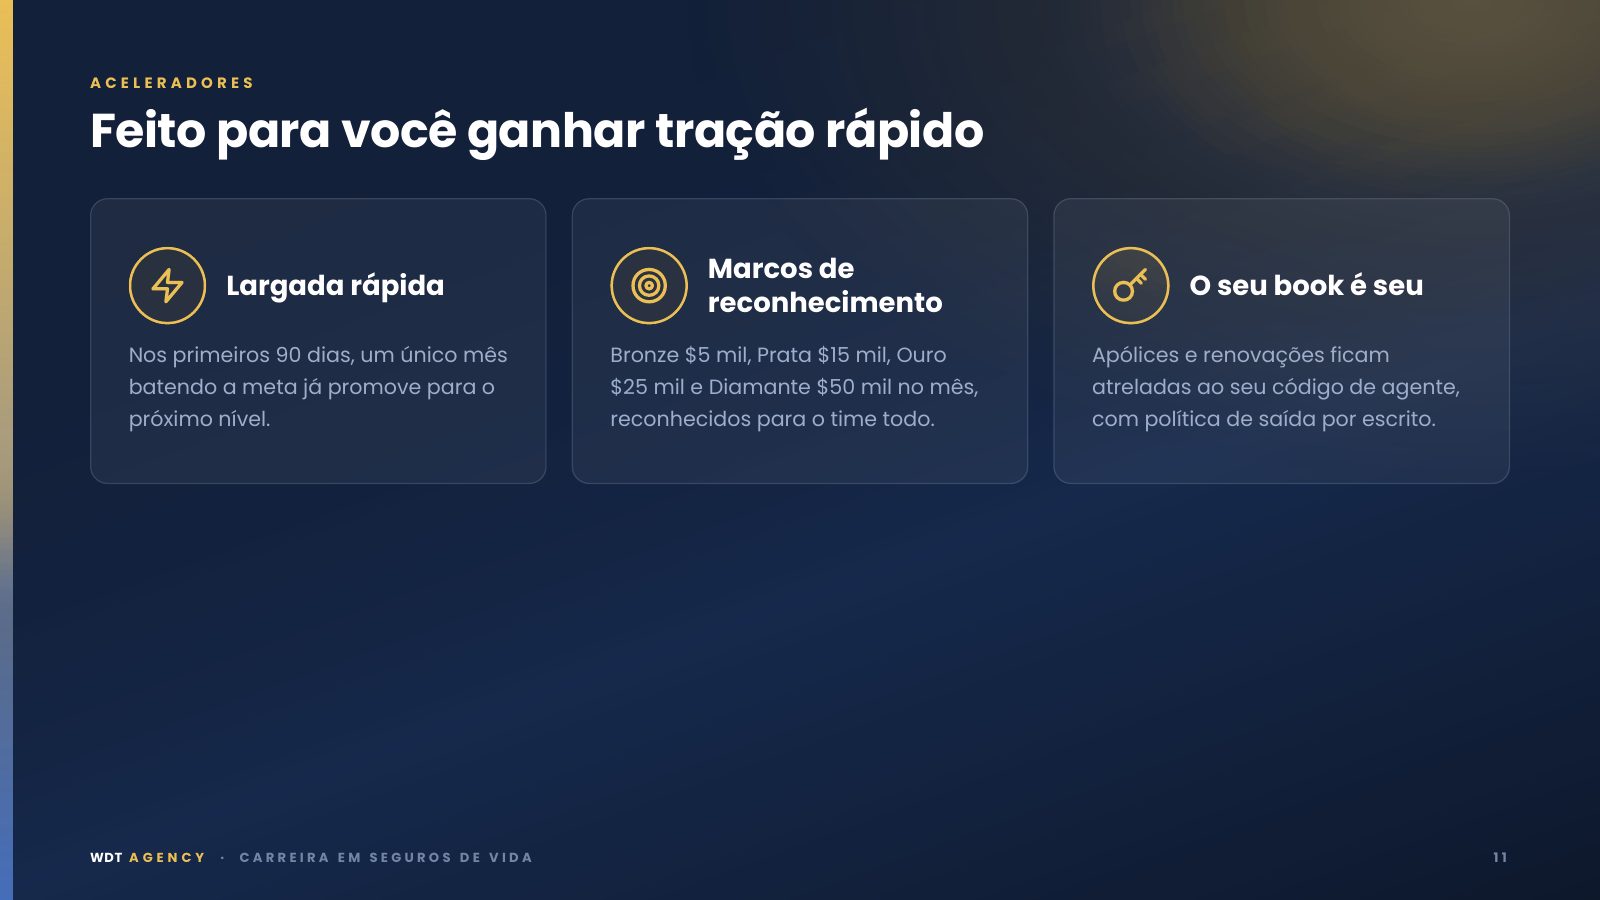 ACELERADORES
Feito para você ganhar tração rápido
Largada rápida
Nos primeiros 90 dias, um único mês
batendo a meta já promove para o
próximo nível.
Marcos de
reconhecimento
Bronze $5 mil, Prata $15 mil, Ouro
$25 mil e Diamante $50 mil no mês,
reconhecidos para o time todo.
O seu book é seu
Apólices e renovações ficam
atreladas ao seu código de agente,
com política de saída por escrito.
WDT AGENCY · CARREIRA EM SEGUROS DE VIDA
11